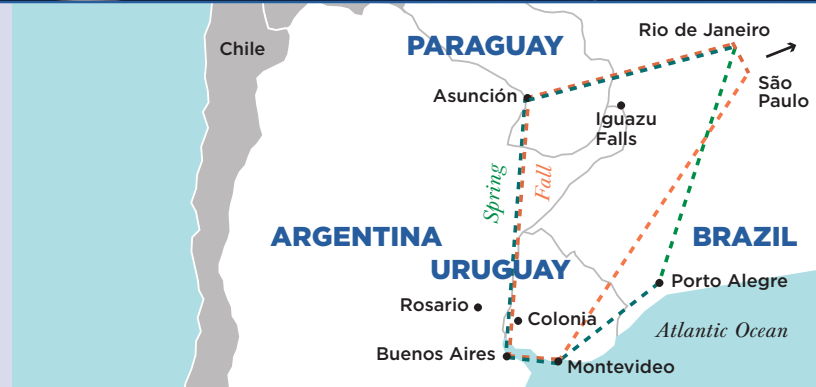 Rio de Janeiro
Chile
PARAGUAY
São
Paulo
Asunción
Iguazu
Falls
Spring
Fall
ARGENTINA
BRAZIL
URUGUAY
Porto Alegre
Rosario
Colonia
Atlantic Ocean
Buenos Aires
Montevideo